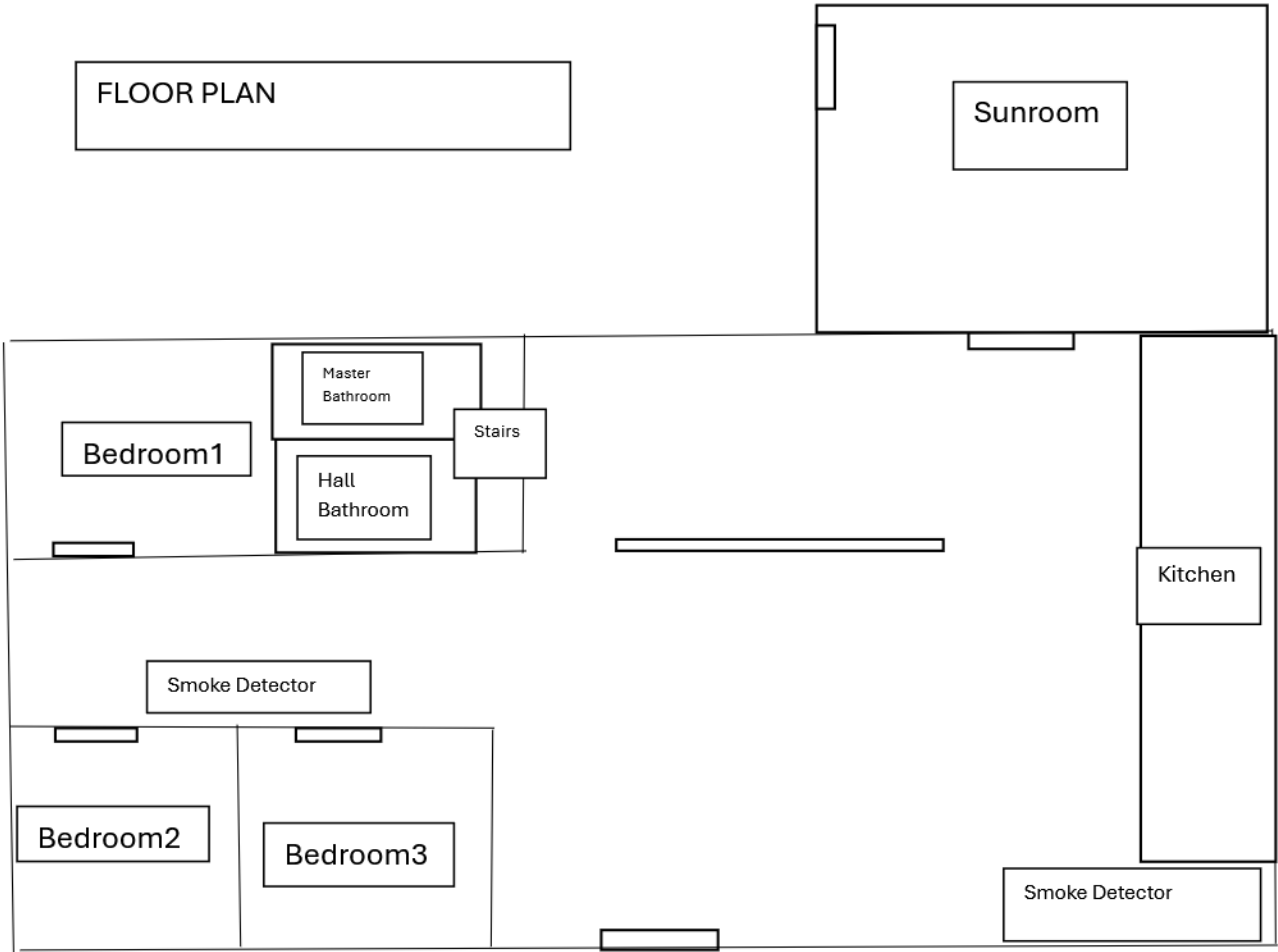 FLOOR PLAN
Sunroom
Master
Bathroom
Stairs
Bedroom1
Hall
Bathroom
Kitchen
Smoke Detector
Bedroom2
Bedroom3
Smoke Detector